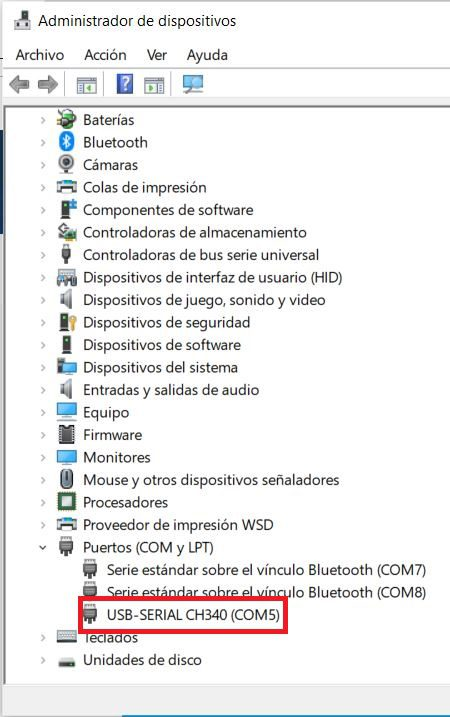 Administrador de dispositivos
Archivo Acción Ver Ayuda
Baterías
Bluetooth
Cámaras
Colas de impresión
Componentes de software
Controladoras de almacenamiento
Controladoras de bus serie universal
Dispositivos de interfaz de usuario (HID)
Dispositivos de juego, sonido y video
Dispositivos de seguridad
Dispositivos de software
Dispositivos del sistema
Entradas y salidas de audio
Equipo
Firmware
Monitores
Mouse y otros dispositivos señaladores
Procesadores
Proveedor de impresión WSD
Puertos (COM y LPT)
Serie estándar sobre el vínculo Bluetooth (COM7)
Serie estándar sobre el vínculo Bluetooth (COM8)
USB-SERIAL CH340 (COM5)
Teclados
Unidades de disco